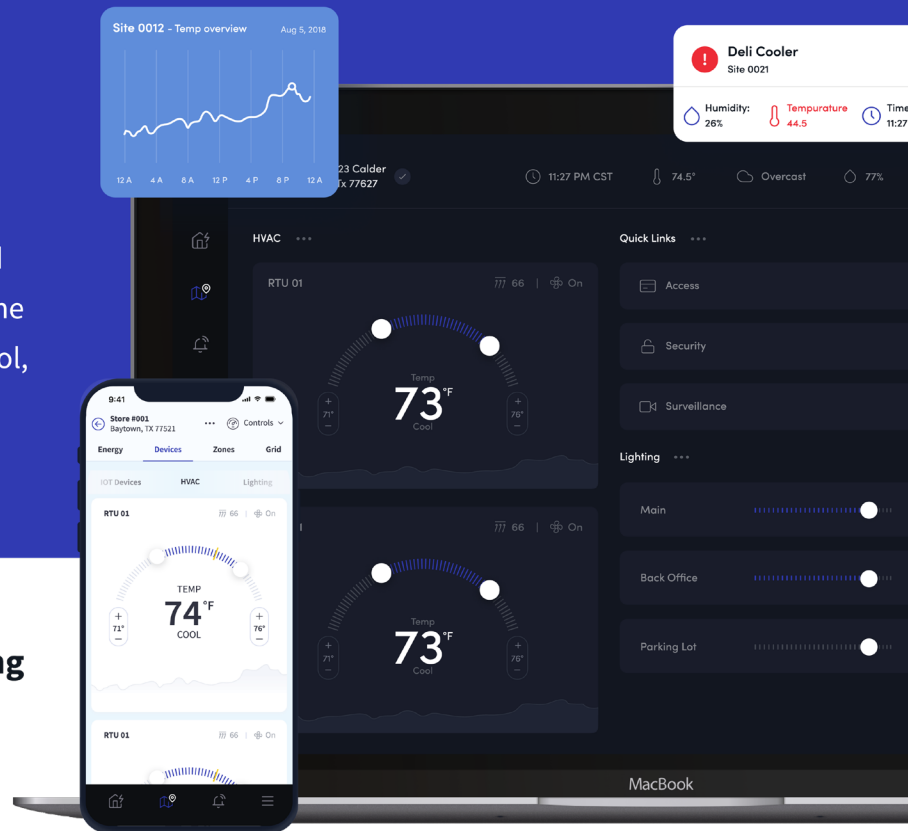 Site 0012 - Temp overview
Aug 5, 2018
12 A 4 A 8 A 12 P 4 P 8 P 12 A
Deli Cooler
Site 0021
Humidity:
26%
Tempurature
44.5
Time
11:27
23 Calder
Tx 77627
11:27 PM CST
74.5°
Overcast
77%
HVAC
RTU 01
66 | On
Temp
73°F
Cool
+
71°
–
+
76°
–
66 | On
Temp
73°F
Cool
+
71°
–
+
76°
–
Quick Links
Access
Security
Surveillance
Lighting
Main
Back Office
Parking Lot
ol,
9:41
Store #001
Baytown, TX 77521
Controls
Energy Devices Zones Grid
IOT Devices HVAC Lighting
RTU 01
66 | On
TEMP
74°F
COOL
+
71°
–
+
76°
–
RTU 01
66 | On
MacBook